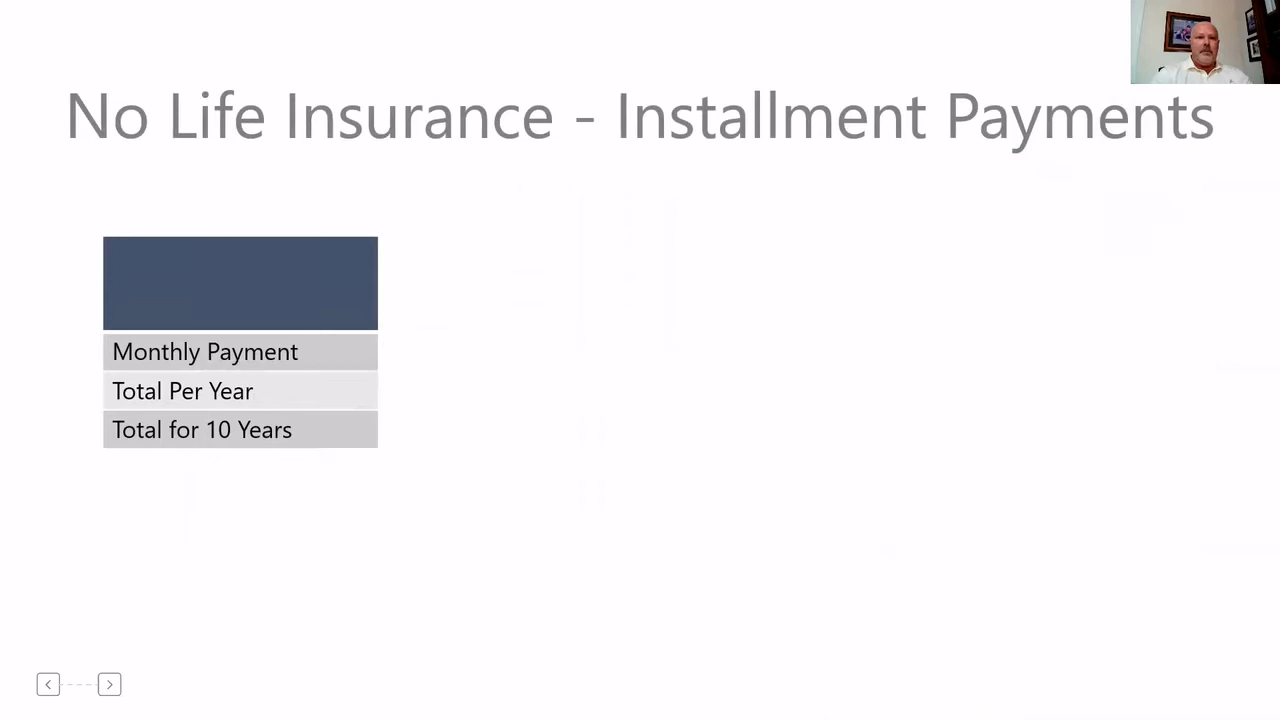 No Life Insurance - Installment Payments
Monthly Payment
Total Per Year
Total for 10 Years